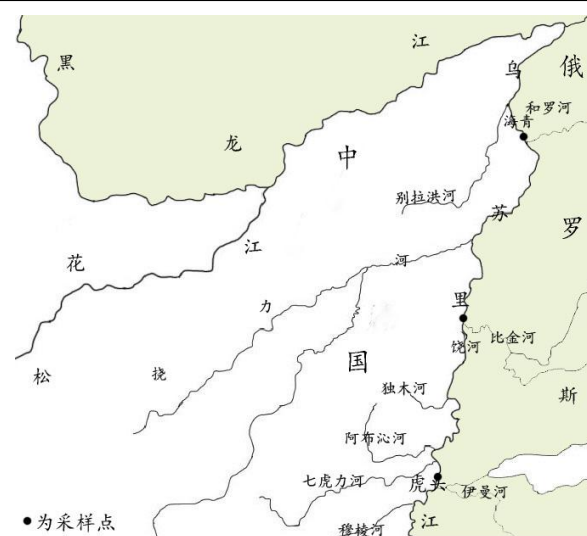 黑
江
乌
俄
和罗河
海青
龙
中
别拉洪河
苏
罗
江
花
河
力
里
比金河
饶河
松
挠
国
斯
独木河
阿布沁河
七虎力河
虎头
伊曼河
●为采样点
穆棱河
江